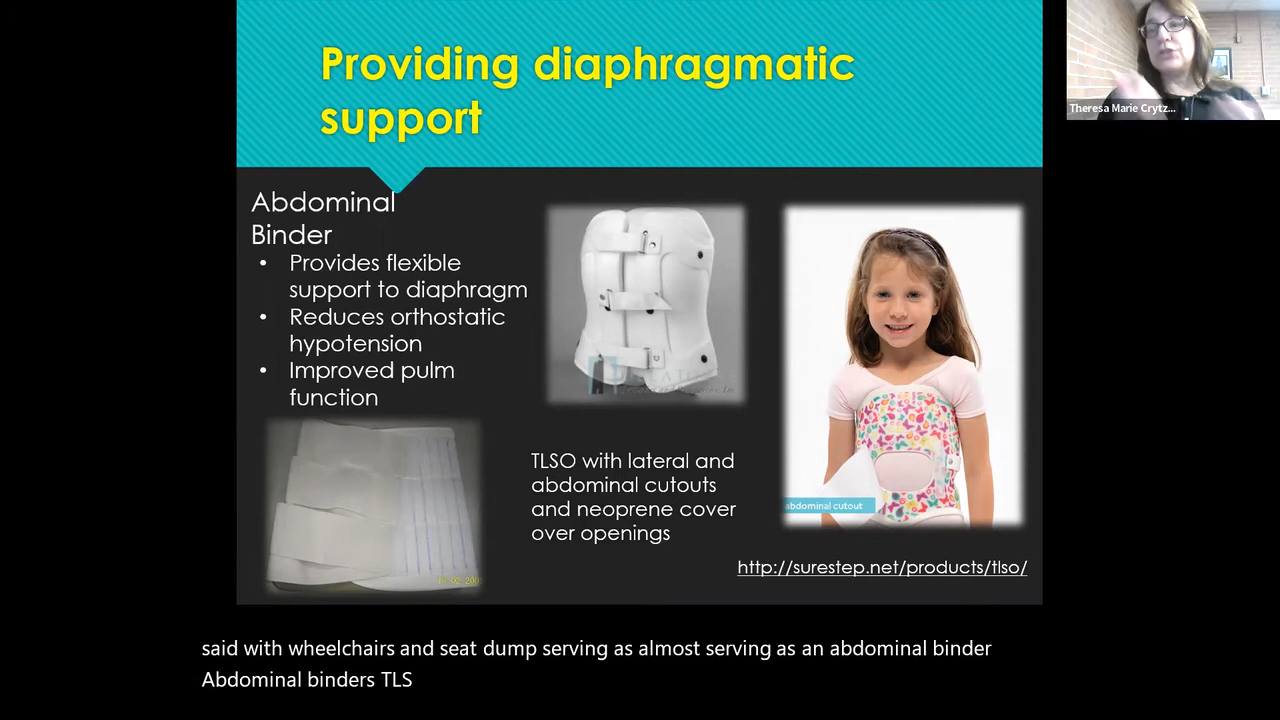 Providing diaphragmatic
support
Theresa Marie Crytz...
Abdominal
Binder
• Provides flexible
support to diaphragm
• Reduces orthostatic
hypotension
• Improved pulm
function
TLSO with lateral and
abdominal cutouts
and neoprene cover
over openings
abdominal cutout
http://surestep.net/products/tlso/
said with wheelchairs and seat dump serving as almost serving as an abdominal binder
Abdominal binders TLS